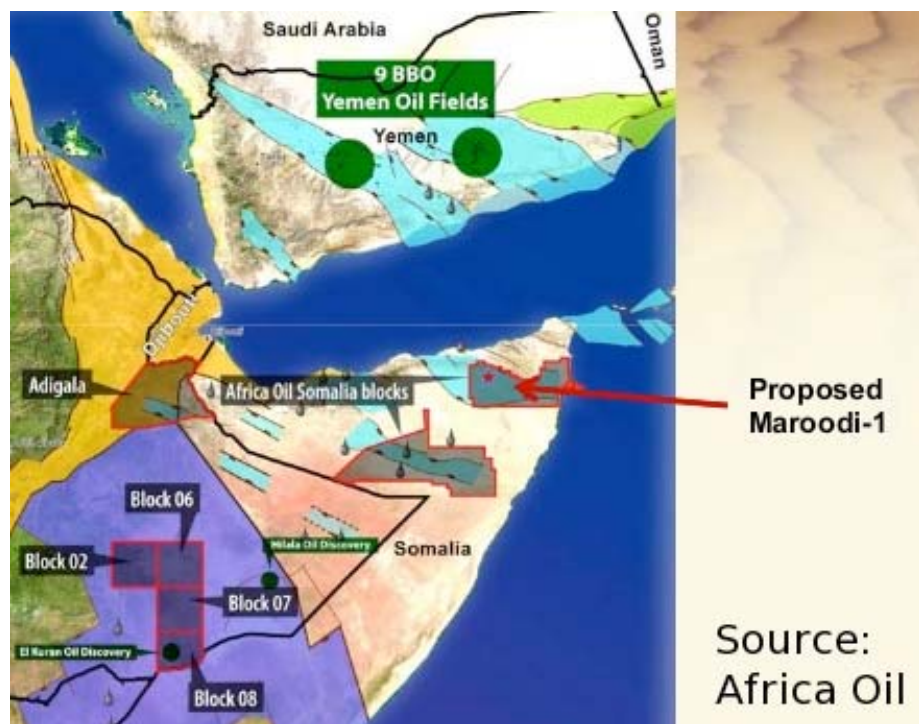 Saudi Arabia
Oman
9 BBO
Yemen Oil Fields
Yemen
Djibouti
Adigala
Africa Oil Somalia blocks
Proposed
Maroodi-1
Block 06
Hilala Oil Discovery
Somalia
Block 02
Block 07
El Kuran Oil Discovery
Block 08
Source:
Africa Oil